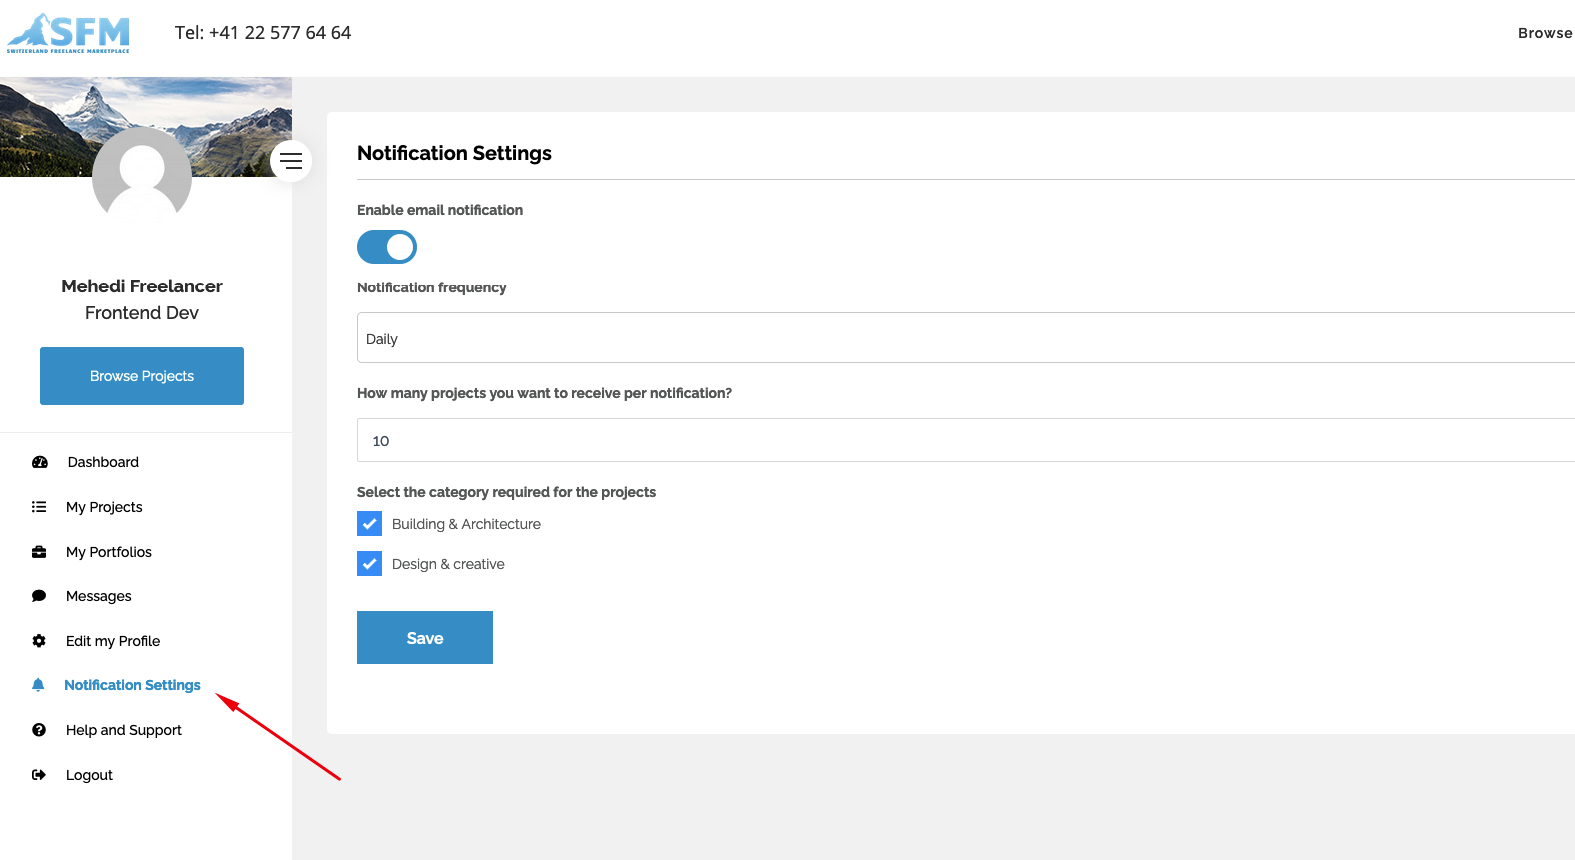 SFM
SWITZERLAND FREELANCE MARKETPLACE
Tel: +41 22 577 64 64
Browse
Mehedi Freelancer
Frontend Dev
Browse Projects
Dashboard
My Projects
My Portfolios
Messages
Edit my Profile
Notification Settings
Help and Support
Logout
Notification Settings
Enable email notification
Notification frequency
Daily
How many projects you want to receive per notification?
10
Select the category required for the projects
Building & Architecture
Design & creative
Save